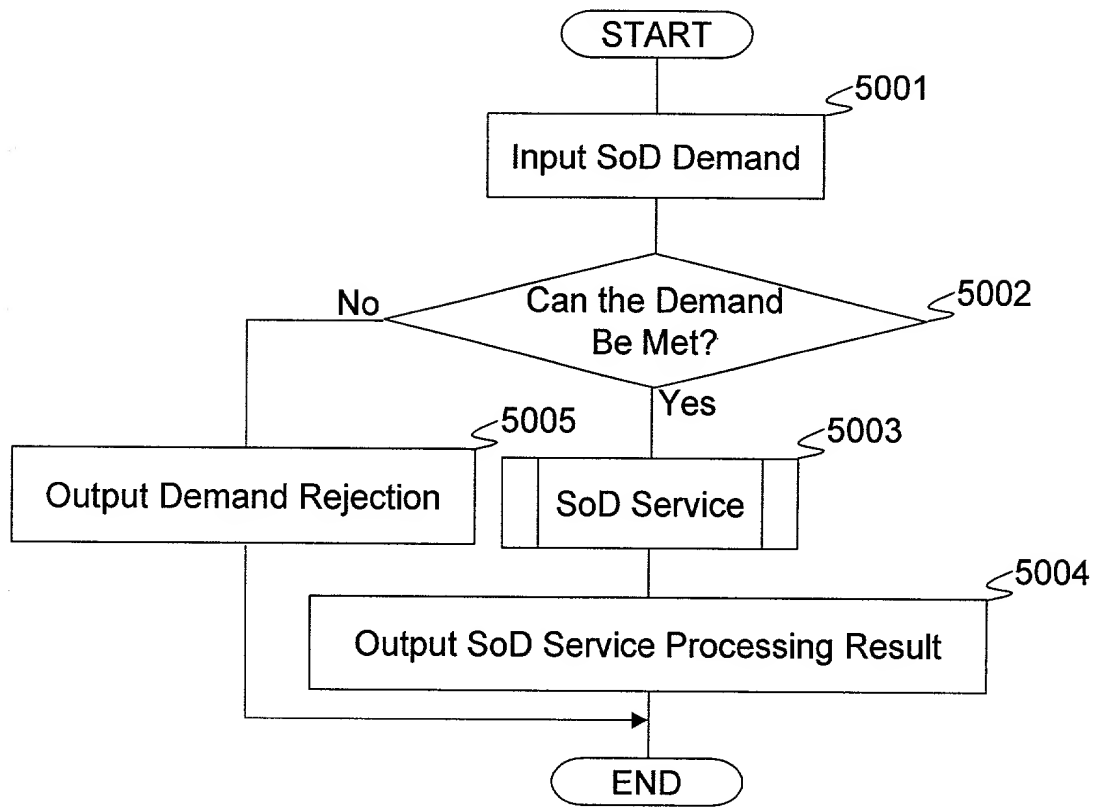 START
5001
Input SoD Demand
Can the Demand
Be Met?
5002
No
Yes
5005
Output Demand Rejection
5003
SoD Service
5004
Output SoD Service Processing Result
END